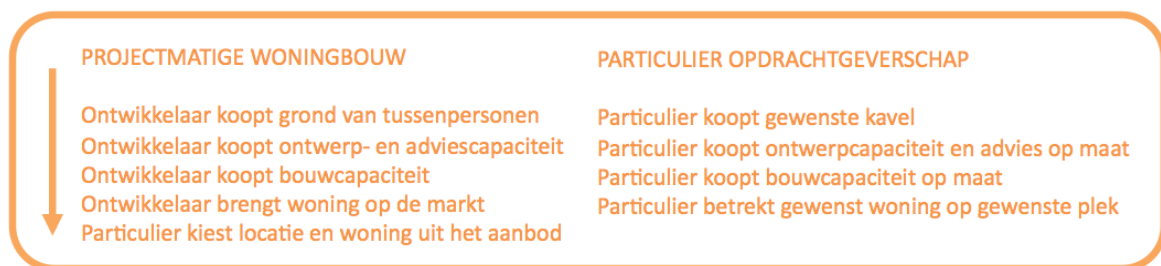 PROJECTMATIGE WONINGBOUW
Ontwikkelaar koopt grond van tussenpersonen
Ontwikkelaar koopt ontwerp- en adviescapaciteit
Ontwikkelaar koopt bouwcapaciteit
Ontwikkelaar brengt woning op de markt
Particulier kiest locatie en woning uit het aanbod
PARTICULIER OPDRACHTGEVERSCHAP
Particulier koopt gewenste kavel
Particulier koopt ontwerpcapaciteit en advies op maat
Particulier koopt bouwcapaciteit op maat
Particulier betrekt gewenst woning op gewenste plek